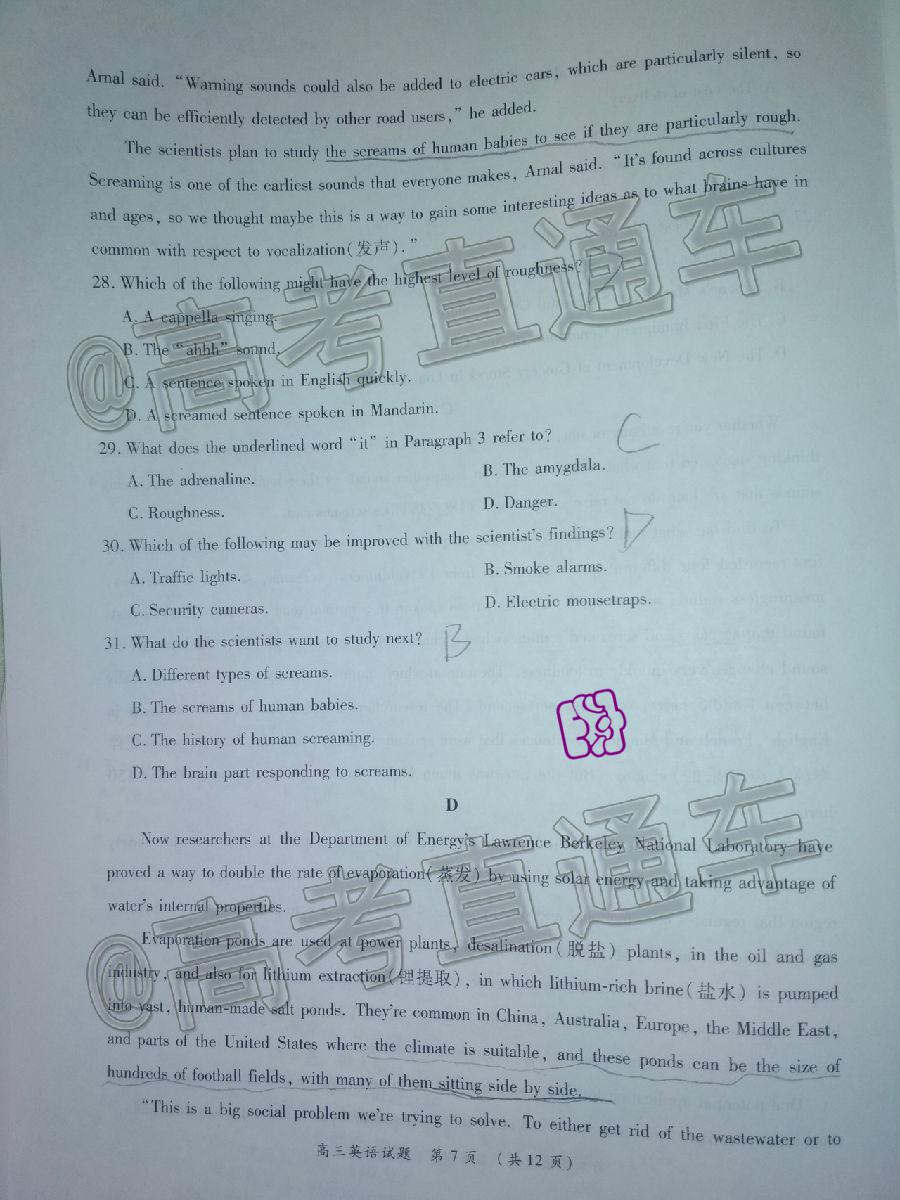 Arnal said. “Warning sounds could also be added to electric cars, which are particularly silent, so
they can be efficiently detected by other road users,” he added.
The scientists plan to study the screams of human babies to see if they are particularly rough.
Screaming is one of the earliest sounds that everyone makes, Arnal said. “It's found across cultures
and ages, so we thought maybe this is a way to gain some interesting ideas as to what brains have in
common with respect to vocalization(发声).”
28. Which of the following might have the highest level of roughness? D
A. A cappella singing.
B. The “ahhh” sound.
C. A sentence spoken in English quickly.
D. A screamed sentence spoken in Mandarin.
29. What does the underlined word “it” in Paragraph 3 refer to? C
A. The adrenaline. B. The amygdala.
C. Roughness. D. Danger.
30. Which of the following may be improved with the scientist's findings? D
A. Traffic lights. B. Smoke alarms.
C. Security cameras. D. Electric mousetraps.
31. What do the scientists want to study next? B
A. Different types of screams.
B. The screams of human babies.
C. The history of human screaming.
D. The brain part responding to screams.
D
Now researchers at the Department of Energy's Lawrence Berkeley National Laboratory have
proved a way to double the rate of evaporation(蒸发) by using solar energy and taking advantage of
water's internal properties.
Evaporation ponds are used at power plants, desalination(脱盐) plants, in the oil and gas
industry, and also for lithium extraction(锂提取), in which lithium-rich brine(盐水) is pumped
into vast, human-made salt ponds. They're common in China, Australia, Europe, the Middle East,
and parts of the United States where the climate is suitable, and these ponds can be the size of
hundreds of football fields, with many of them sitting side by side.
“This is a big social problem we're trying to solve. To either get rid of the wastewater or to
高三英语试题 第7页 (共12页)
@高考直通车
@高考直通车